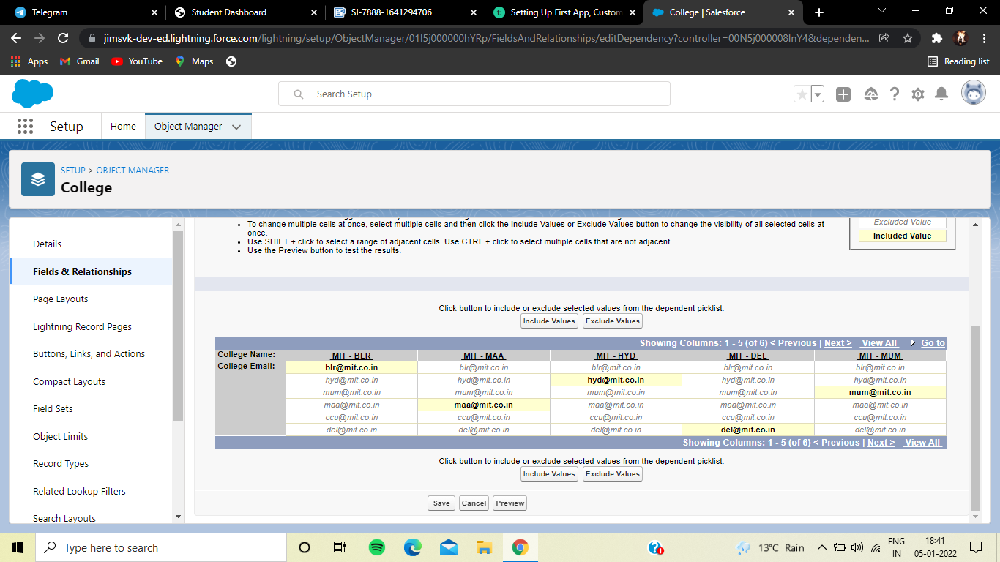 Telegram
Student Dashboard
SI-7888-1641294706
Setting Up First App, Custom
College | Salesforce
jimsvk-dev-ed.lightning.force.com/lightning/setup/ObjectManager/01I5j000000hYRp/FieldsAndRelationships/editDependency?controller=00N5j000008lnY4&dependen...
Apps
Gmail
YouTube
Maps
Reading list
Search Setup
Setup
Home
Object Manager
SETUP > OBJECT MANAGER
College
Details
Fields & Relationships
Page Layouts
Lightning Record Pages
Buttons, Links, and Actions
Compact Layouts
Field Sets
Object Limits
Record Types
Related Lookup Filters
Search Layouts
• To change multiple cells at once, select multiple cells and then click the Include Values or Exclude Values button to change the visibility of all selected cells at
once.
• Use SHIFT + click to select a range of adjacent cells. Use CTRL + click to select multiple cells that are not adjacent.
• Use the Preview button to test the results.
Excluded Value
Included Value
Click button to include or exclude selected values from the dependent picklist:
Include Values Exclude Values
Showing Columns: 1 - 5 (of 6) < Previous | Next > View All Go to
College Name: MIT - BLR MIT - MAA MIT - HYD MIT - DEL MIT - MUM
College Email: blr@mit.co.in blr@mit.co.in blr@mit.co.in blr@mit.co.in blr@mit.co.in
hyd@mit.co.in hyd@mit.co.in hyd@mit.co.in hyd@mit.co.in hyd@mit.co.in
mum@mit.co.in mum@mit.co.in mum@mit.co.in mum@mit.co.in mum@mit.co.in
maa@mit.co.in maa@mit.co.in maa@mit.co.in maa@mit.co.in maa@mit.co.in
ccu@mit.co.in ccu@mit.co.in ccu@mit.co.in ccu@mit.co.in ccu@mit.co.in
del@mit.co.in del@mit.co.in del@mit.co.in del@mit.co.in del@mit.co.in
Showing Columns: 1 - 5 (of 6) < Previous | Next > View All
Click button to include or exclude selected values from the dependent picklist:
Include Values Exclude Values
Save Cancel Preview
Type here to search
13°C Rain
ENG
IN
18:41
05-01-2022